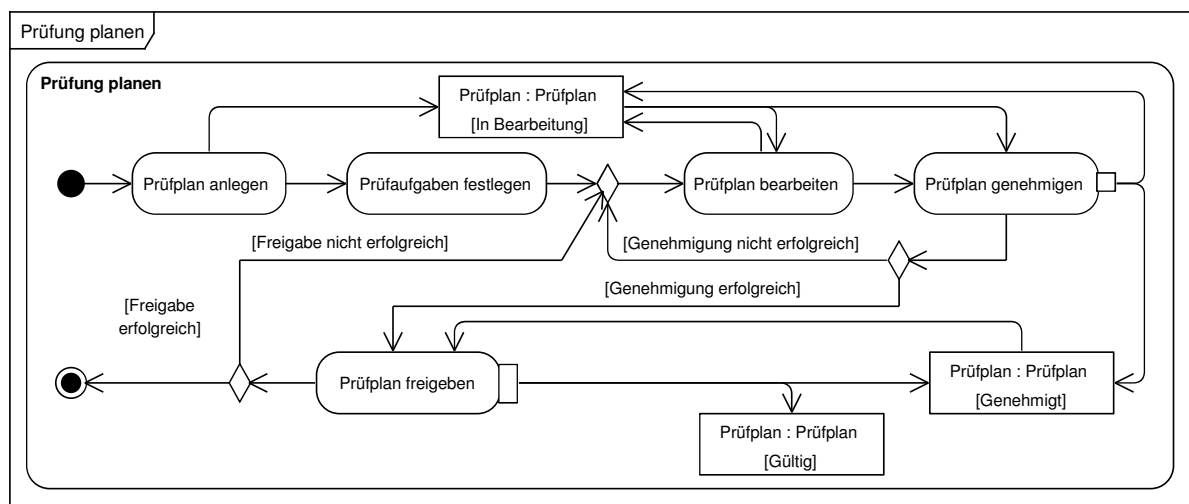 Prüfung planen
Prüfung planen
Prüfplan : Prüfplan
[In Bearbeitung]
Prüfplan anlegen
Prüfaufgaben festlegen
Prüfplan bearbeiten
Prüfplan genehmigen
[Freigabe nicht erfolgreich]
[Genehmigung nicht erfolgreich]
[Genehmigung erfolgreich]
[Freigabe
erfolgreich]
Prüfplan freigeben
Prüfplan : Prüfplan
[Genehmigt]
Prüfplan : Prüfplan
[Gültig]